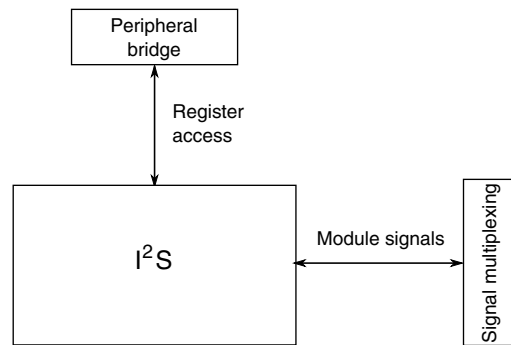 Peripheral
bridge
Register
access
I²S
Module signals
Signal multiplexing